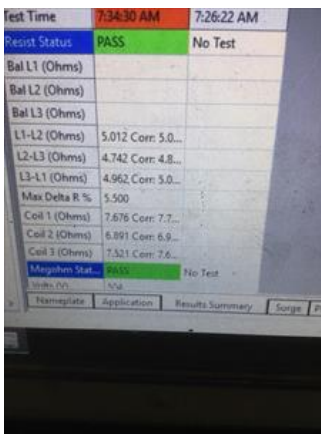 Test Time 7:34:30 AM 7:26:22 AM
Resist Status PASS No Test
Bal L1 (Ohms)
Bal L2 (Ohms)
Bal L3 (Ohms)
L1-L2 (Ohms) 5.012 Corr: 5.0...
L2-L3 (Ohms) 4.742 Corr: 4.8...
L3-L1 (Ohms) 4.962 Corr: 5.0...
Max Delta R % 5.500
Coil 1 (Ohms) 7.676 Corr: 7.7...
Coil 2 (Ohms) 6.891 Corr: 6.9...
Coil 3 (Ohms) 7.521 Corr: 7.6...
Megohm Stat... PASS No Test
Nameplate Application Results Summary Surge P